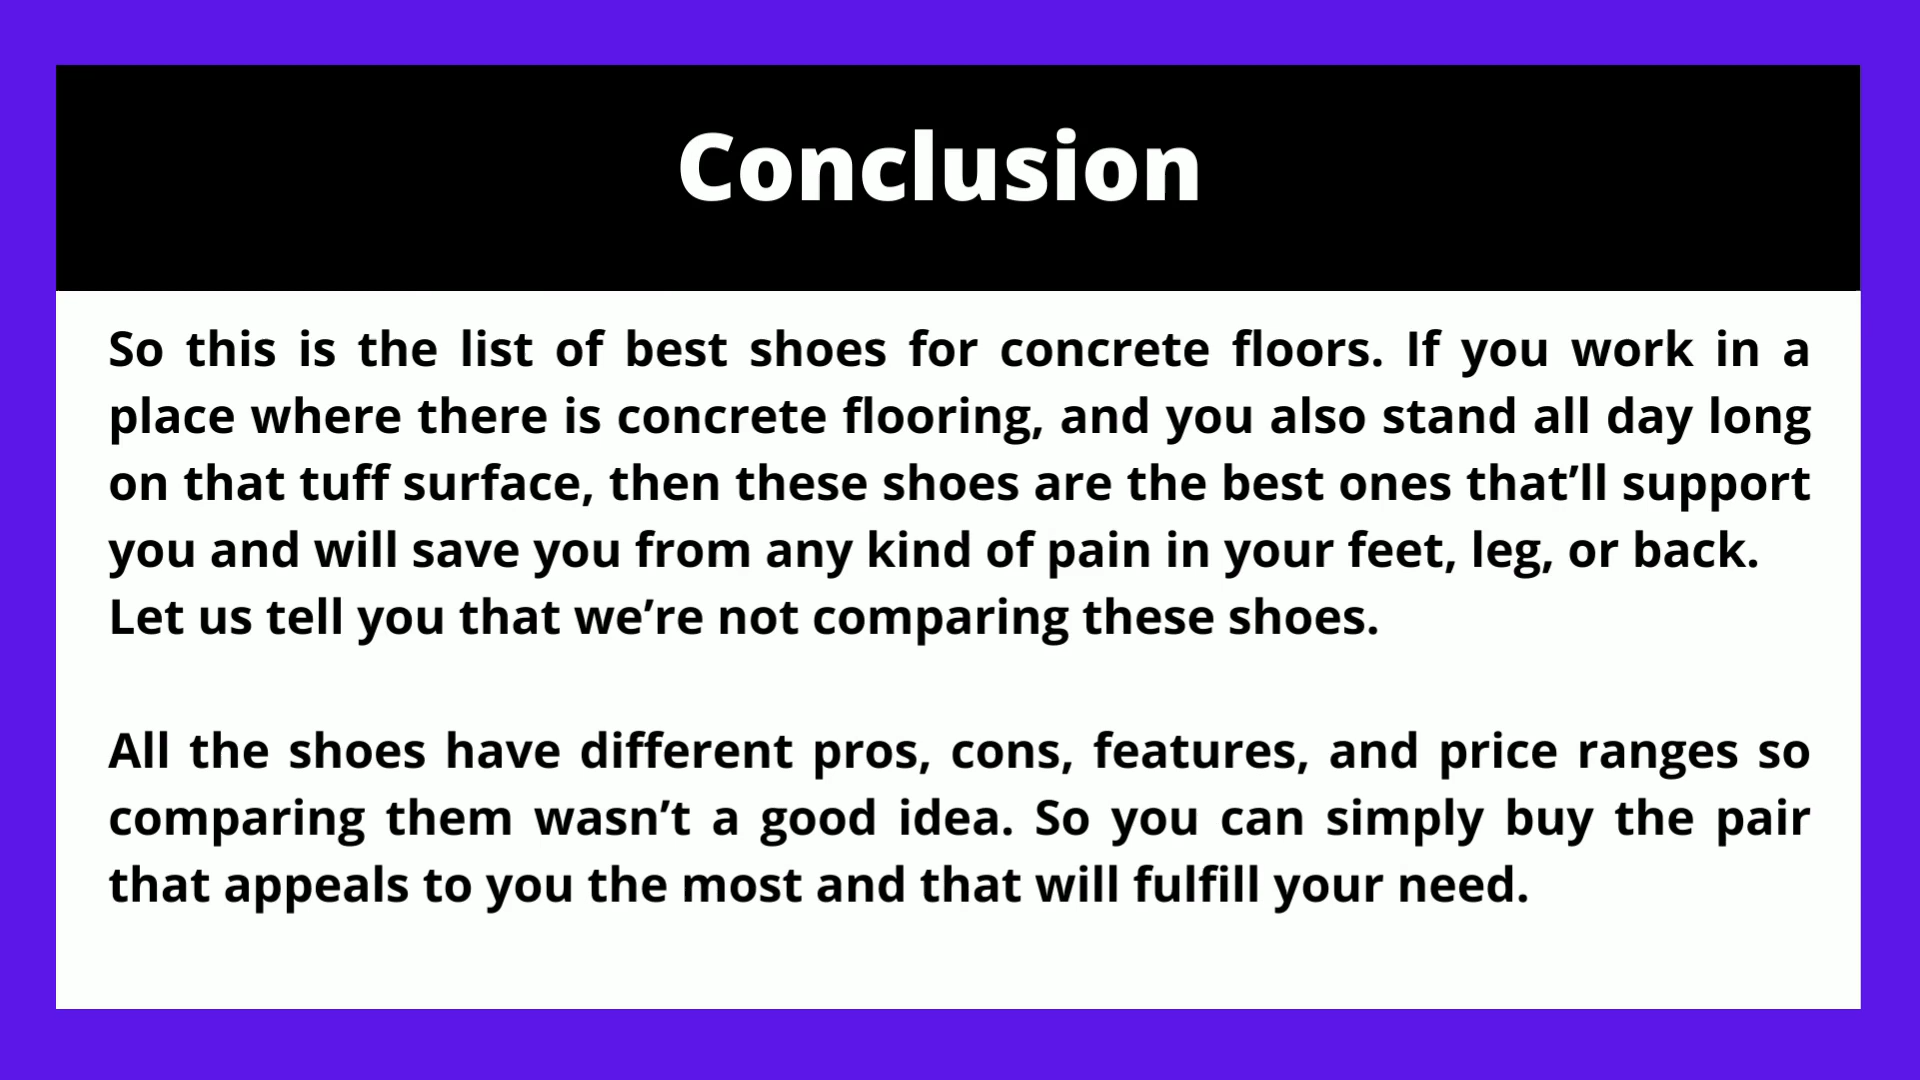 Conclusion
So this is the list of best shoes for concrete floors. If you work in a
place where there is concrete flooring, and you also stand all day long
on that tuff surface, then these shoes are the best ones that’ll support
you and will save you from any kind of pain in your feet, leg, or back.
Let us tell you that we’re not comparing these shoes.
All the shoes have different pros, cons, features, and price ranges so
comparing them wasn’t a good idea. So you can simply buy the pair
that appeals to you the most and that will fulfill your need.